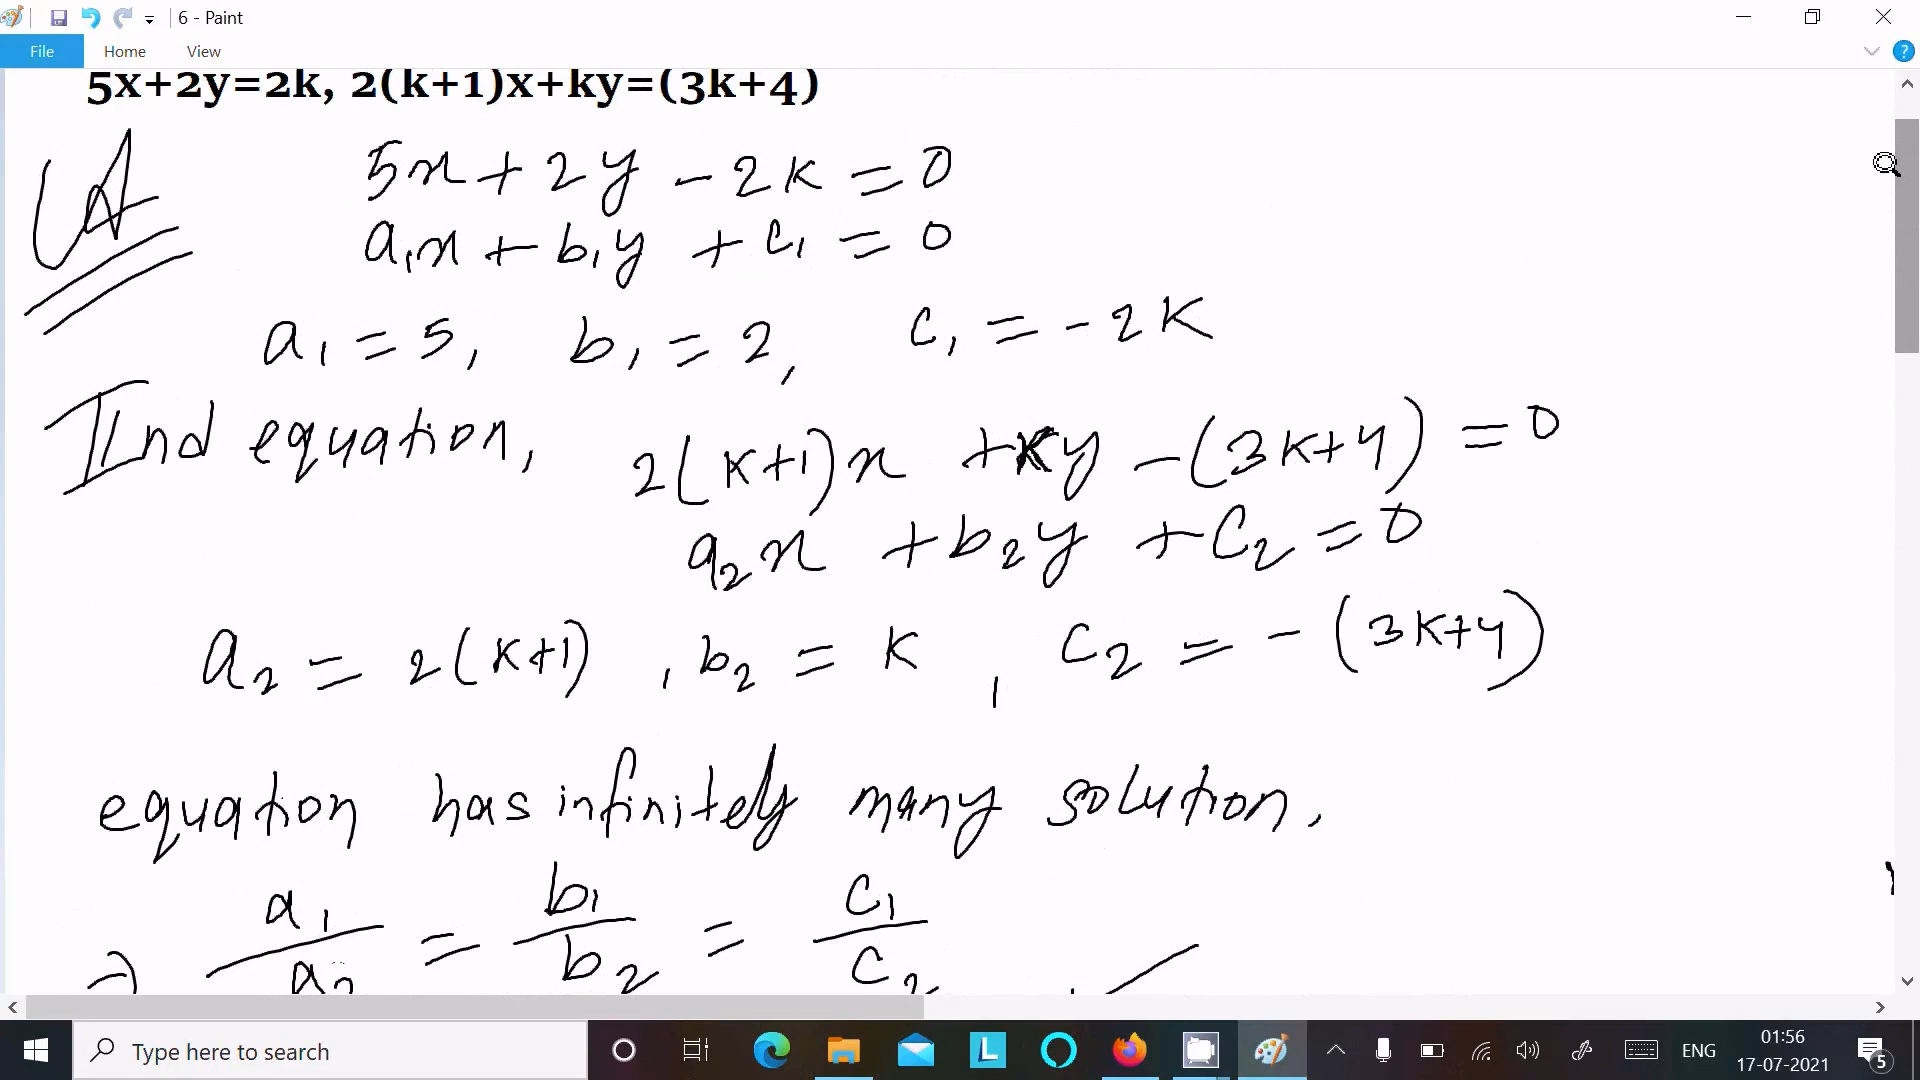 6 - Paint
File Home View
5x+2y=2k, 2(k+1)x+ky=(3k+4)
5x + 2y - 2k = 0
a₁x + b₁y + c₁ = 0
a₁ = 5, b₁ = 2, c₁ = -2k
IInd equation, 2(k+1)x + ky - (3k+4) = 0
a₂x + b₂y + c₂ = 0
a₂ = 2(k+1), b₂ = k, c₂ = -(3k+4)
equation has infinitely many solution.
⇒ a₁/a₂ = b₁/b₂ = c₁/c₂
Type here to search
ENG
01:56
17-07-2021
5